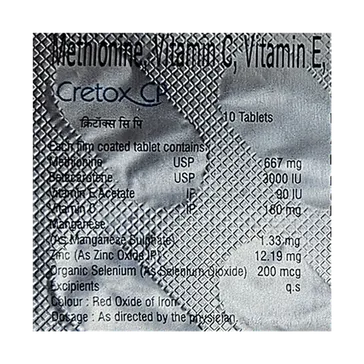 Methionine, Vitamin C, Vitamin E,
Cretox CP
क्रिटॉक्स सि पि
10 Tablets
Each film coated tablet contains
Methionine USP 667 mg
Betacarotene USP 3000 IU
Vitamin E Acetate IP 90 IU
Vitamin C IP 180 mg
Manganese
(As Manganese Sulphate) 1.33 mg
Zinc (As Zinc Oxide IP) 12.19 mg
Organic Selenium (As Selenium Dioxide) 200 mcg
Excipients q.s
Colour : Red Oxide of Iron
Dosage : As directed by the physician.